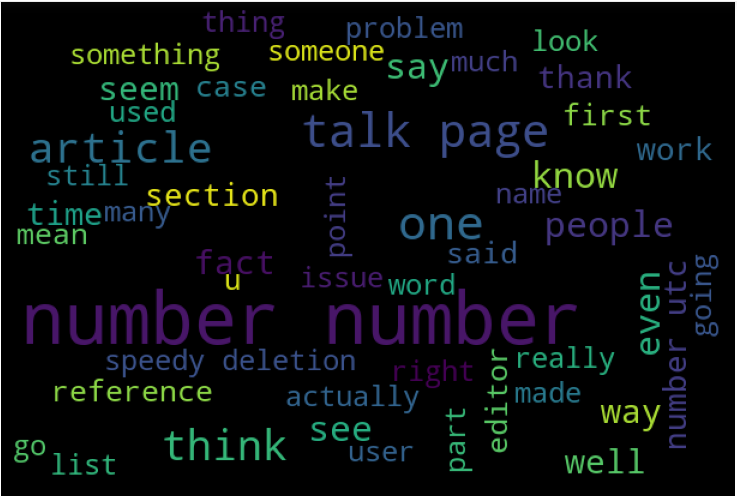 thing
problem
something
someone
look
say
much
seem
case
make
thank
used
first
talk page
article
work
still
know
section
name
time
many
point
one
people
mean
said
fact
issue
word
u
going
even
number utc
number number
speedy deletion
really
right
reference
actually
editor
made
part
way
think
see
user
go
list
well